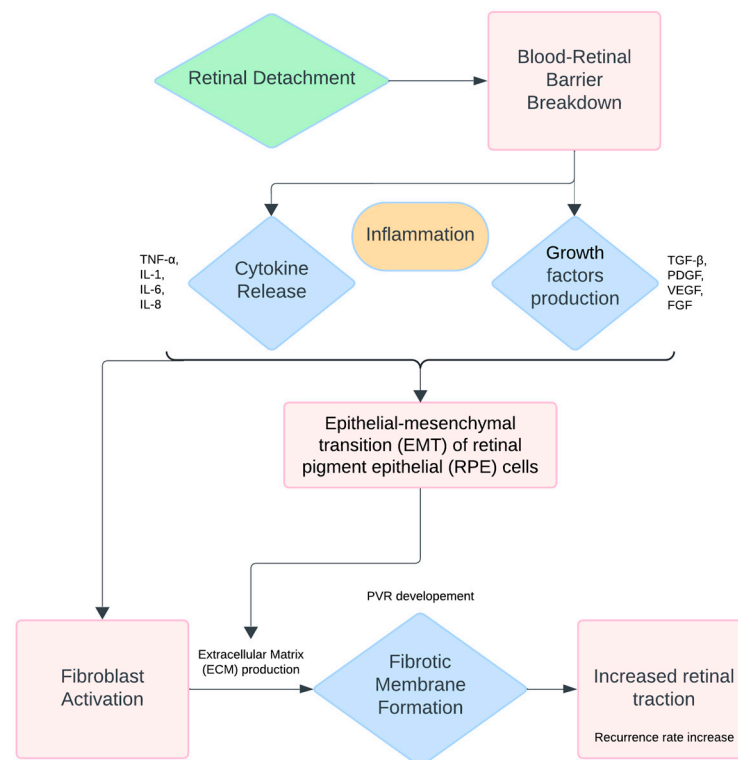 Retinal Detachment
Blood-Retinal
Barrier
Breakdown
Inflammation
TNF-α,
IL-1,
IL-6,
IL-8
Cytokine
Release
Growth
factors
production
TGF-β,
PDGF,
VEGF,
FGF
Epithelial-mesenchymal
transition (EMT) of retinal
pigment epithelial (RPE) cells
PVR developement
Fibroblast
Activation
Extracellular Matrix
(ECM) production
Fibrotic
Membrane
Formation
Increased retinal
traction
Recurrence rate increase